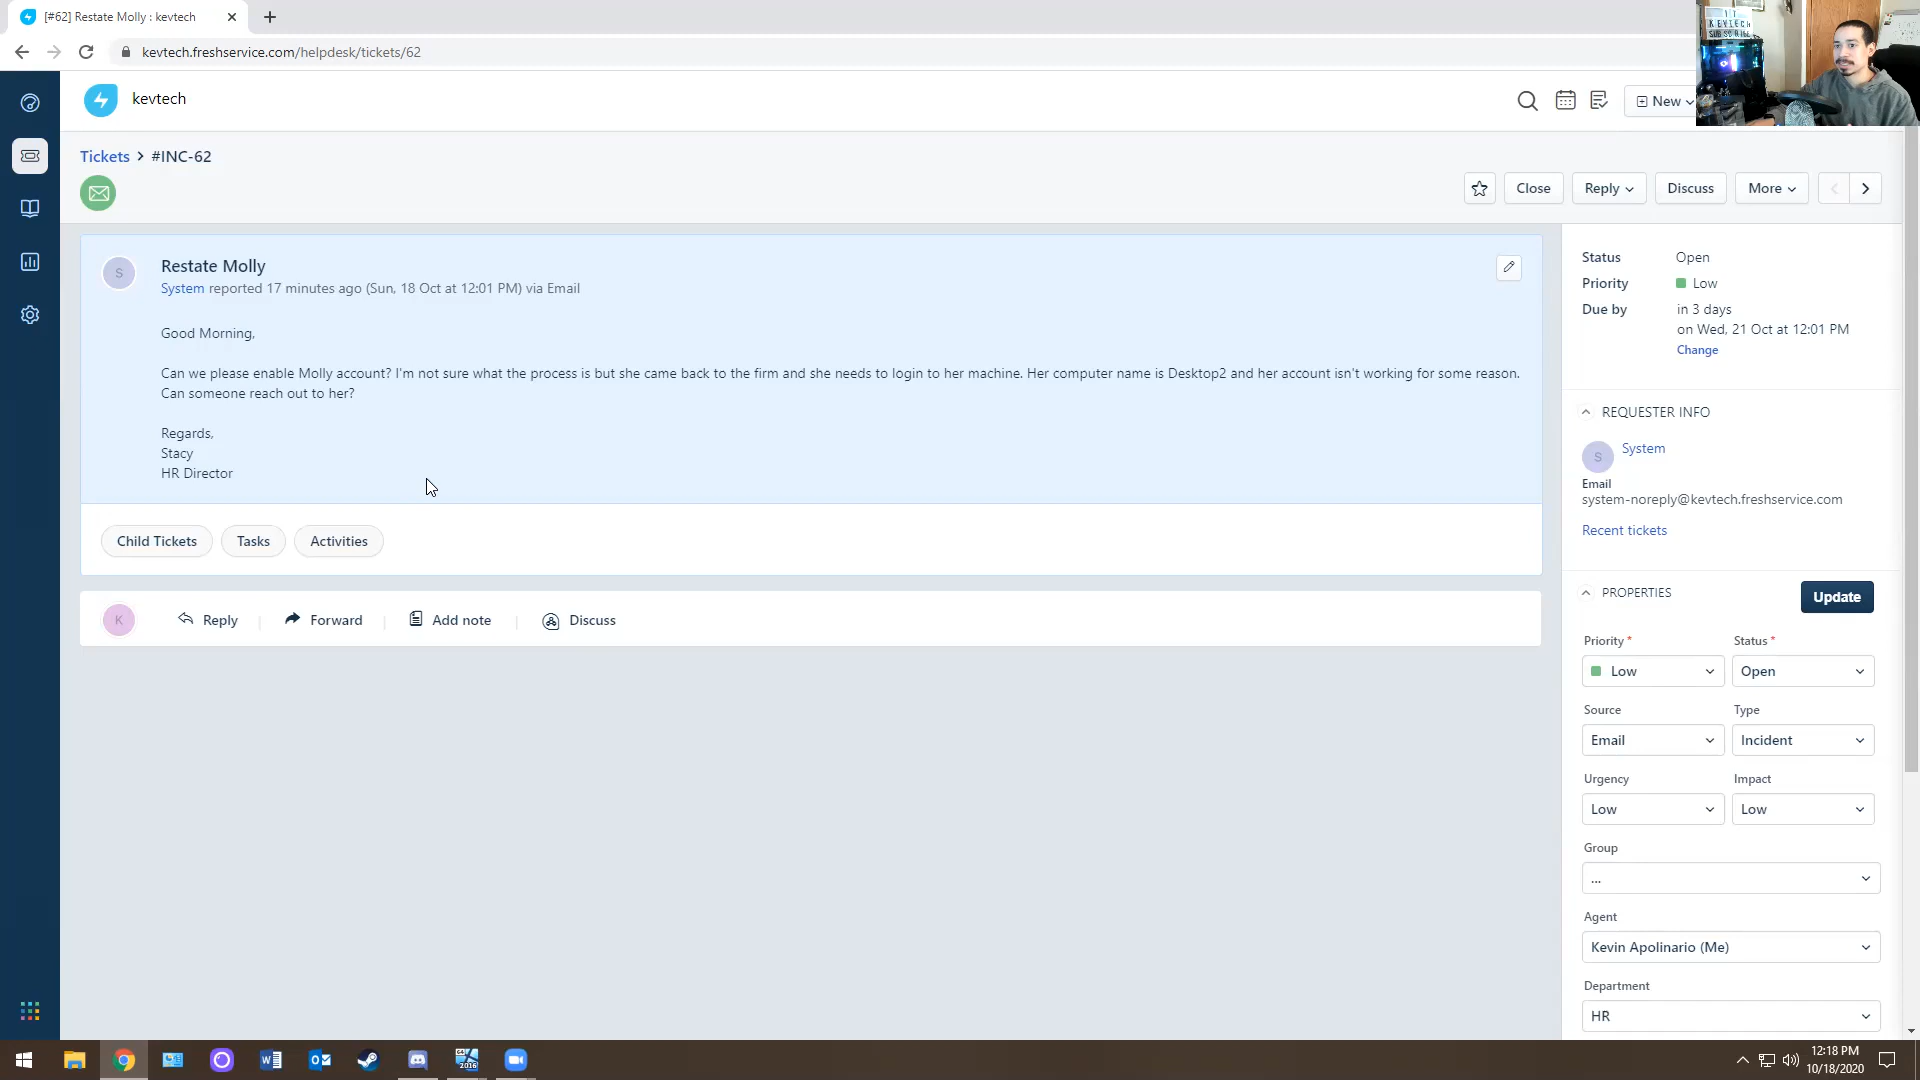 [#62] Restate Molly : kevtech
kevtech.freshservice.com/helpdesk/tickets/62
IT
KEVTECH
SUBSCRIBE
kevtech
New
Tickets > #INC-62
Close
Reply
Discuss
More
S
Restate Molly
System reported 17 minutes ago (Sun, 18 Oct at 12:01 PM) via Email
Good Morning,
Can we please enable Molly account? I'm not sure what the process is but she came back to the firm and she needs to login to her machine. Her computer name is Desktop2 and her account isn't working for some reason.
Can someone reach out to her?
Regards,
Stacy
HR Director
Child Tickets
Tasks
Activities
K
Reply
Forward
Add note
Discuss
Status Open
Priority Low
Due by in 3 days
on Wed, 21 Oct at 12:01 PM
Change
REQUESTER INFO
S
System
Email
system-noreply@kevtech.freshservice.com
Recent tickets
PROPERTIES
Update
Priority * Status *
Low Open
Source Type
Email Incident
Urgency Impact
Low Low
Group
...
Agent
Kevin Apolinario (Me)
Department
HR
2016
12:18 PM
10/18/2020